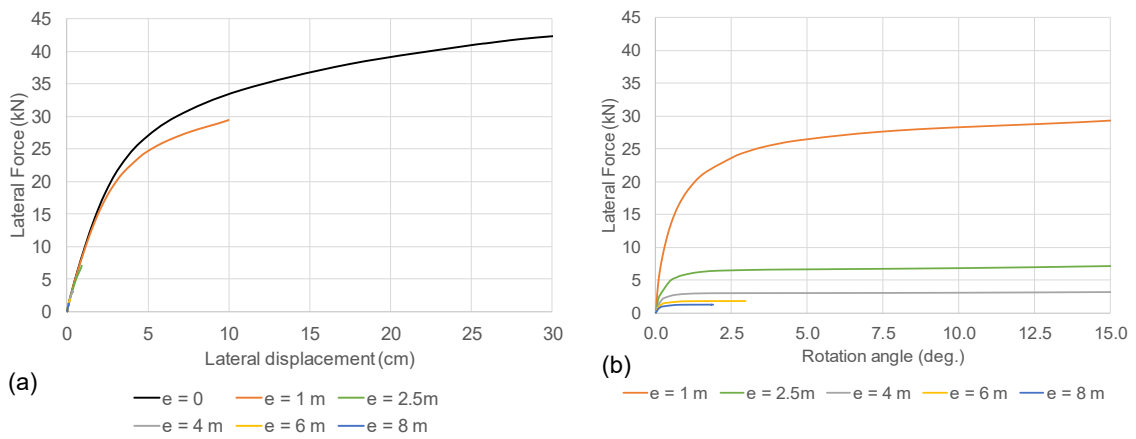 45
40
35
30
25
20
15
10
5
0
Lateral Force (kN)
0 5 10 15 20 25 30
Lateral displacement (cm)
(a)
e = 0 e = 1 m e = 2.5m
e = 4 m e = 6 m e = 8 m
45
40
35
30
25
20
15
10
5
0
Lateral Force (kN)
0.0 2.5 5.0 7.5 10.0 12.5 15.0
Rotation angle (deg.)
(b)
e = 1 m e = 2.5m e = 4 m e = 6 m e = 8 m